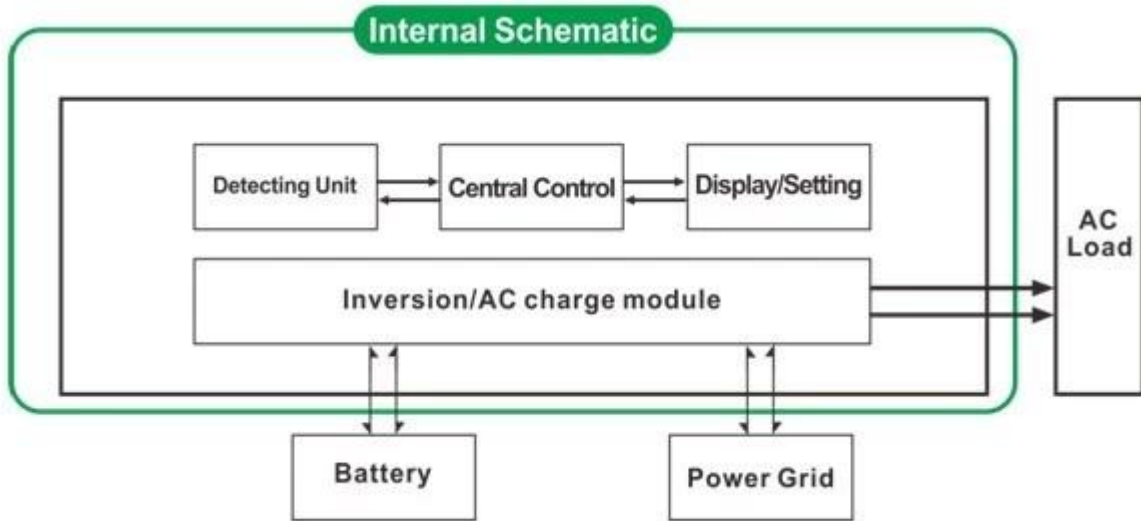 Internal Schematic
Detecting Unit
Central Control
Display/Setting
AC
Load
Inversion/AC charge module
Battery
Power Grid